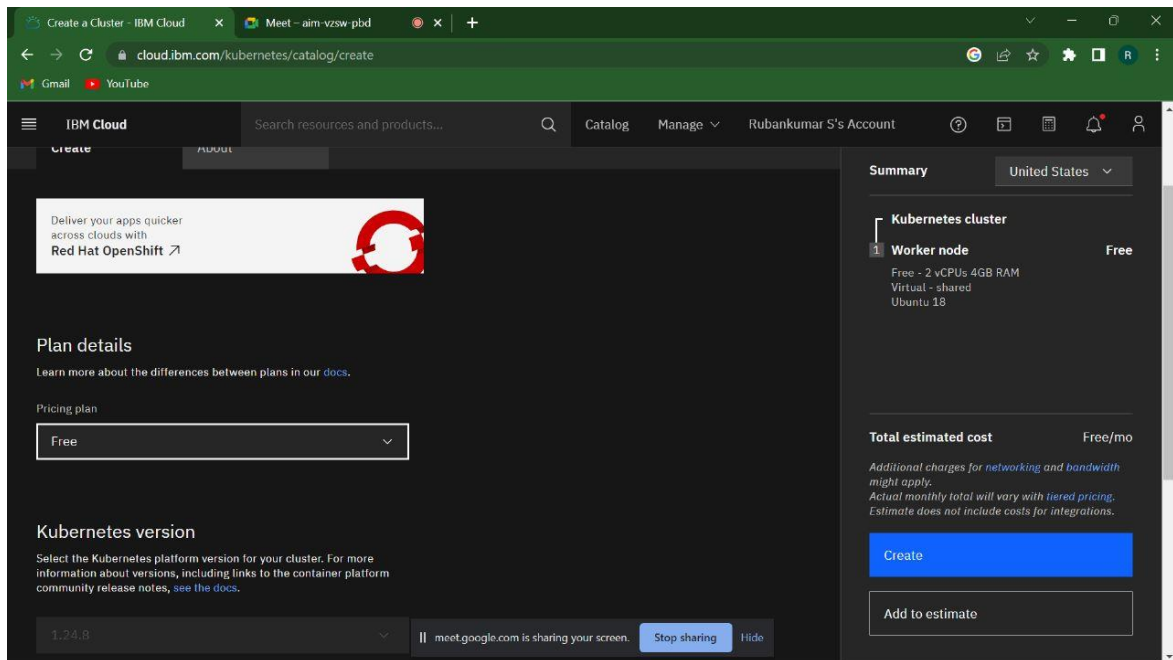 Create a Cluster - IBM Cloud
Meet – aim-vzsw-pbd
cloud.ibm.com/kubernetes/catalog/create
R
Gmail
YouTube
IBM Cloud
Search resources and products...
Catalog
Manage
Rubankumar S's Account
Create
About
Deliver your apps quicker
across clouds with
Red Hat OpenShift
Plan details
Learn more about the differences between plans in our docs.
Pricing plan
Free
Kubernetes version
Select the Kubernetes platform version for your cluster. For more
information about versions, including links to the container platform
community release notes, see the docs.
1.24.8
Summary
United States
Kubernetes cluster
1 Worker node Free
Free - 2 vCPUs 4GB RAM
Virtual - shared
Ubuntu 18
Total estimated cost Free/mo
Additional charges for networking and bandwidth
might apply.
Actual monthly total will vary with tiered pricing.
Estimate does not include costs for integrations.
Create
Add to estimate
meet.google.com is sharing your screen.
Stop sharing
Hide